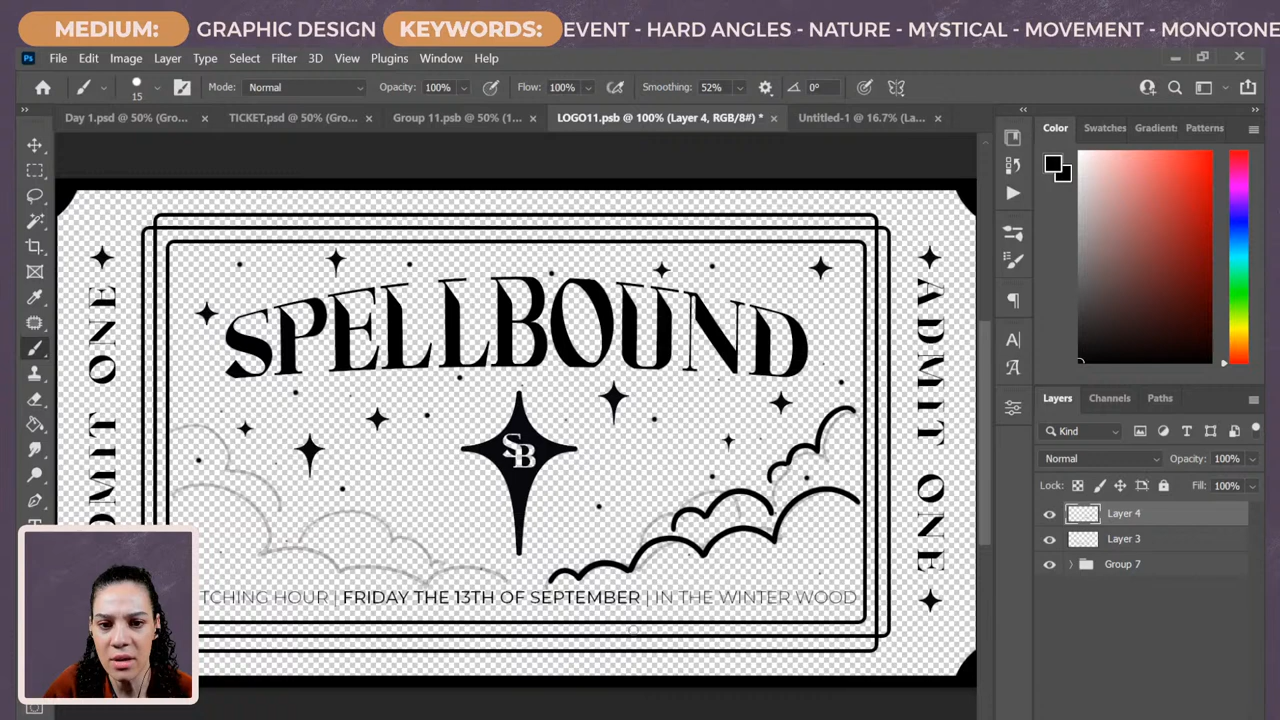 MEDIUM: GRAPHIC DESIGN KEYWORDS: EVENT - HARD ANGLES - NATURE - MYSTICAL - MOVEMENT - MONOTONE
Ps File Edit Image Layer Type Select Filter 3D View Plugins Window Help
15 Mode: Normal Opacity: 100% Flow: 100% Smoothing: 52% 0°
Day 1.psd @ 50% (Gro... × TICKET.psd @ 50% (Gro... × Group 11.psb @ 50% (1... × LOGO11.psb @ 100% (Layer 4, RGB/8#) * × Untitled-1 @ 16.7% (La... ×
Color Swatches Gradients Patterns
SPELLBOUND
SB
ADMIT ONE
ADMIT ONE
TCHING HOUR | FRIDAY THE 13TH OF SEPTEMBER | IN THE WINTER WOOD
Layers Channels Paths
Kind
Normal Opacity: 100%
Lock: Fill: 100%
Layer 4
Layer 3
Group 7